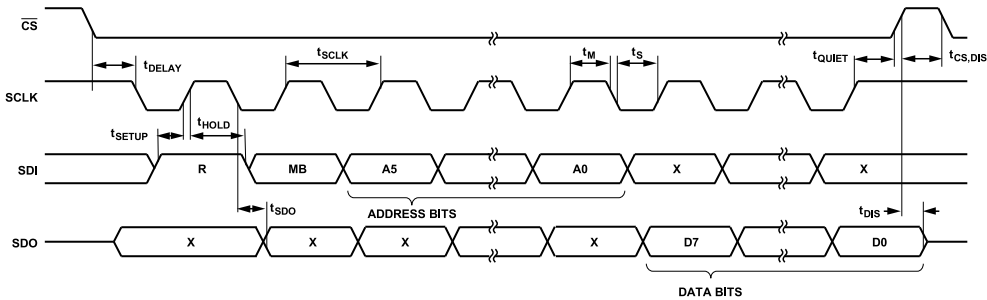 CS
tDELAY
tSCLK
tM
tS
tQUIET
tCS,DIS
SCLK
tSETUP
tHOLD
SDI
R
MB
A5
A0
X
X
tSDO
ADDRESS BITS
tDIS
SDO
X
X
X
X
D7
D0
DATA BITS